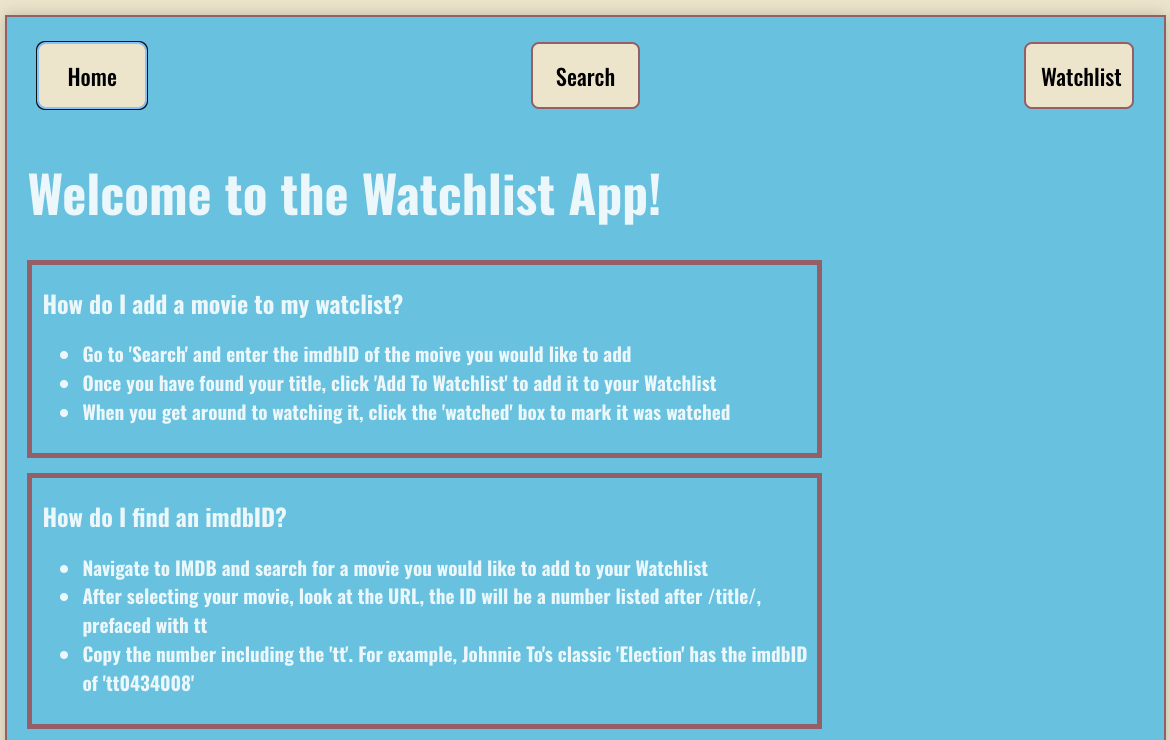 Home
Search
Watchlist
Welcome to the Watchlist App!
How do I add a movie to my watclist?
Go to 'Search' and enter the imdbID of the moive you would like to add
Once you have found your title, click 'Add To Watchlist' to add it to your Watchlist
When you get around to watching it, click the 'watched' box to mark it was watched
How do I find an imdbID?
Navigate to IMDB and search for a movie you would like to add to your Watchlist
After selecting your movie, look at the URL, the ID will be a number listed after /title/,
prefaced with tt
Copy the number including the 'tt'. For example, Johnnie To's classic 'Election' has the imdbID
of 'tt0434008'